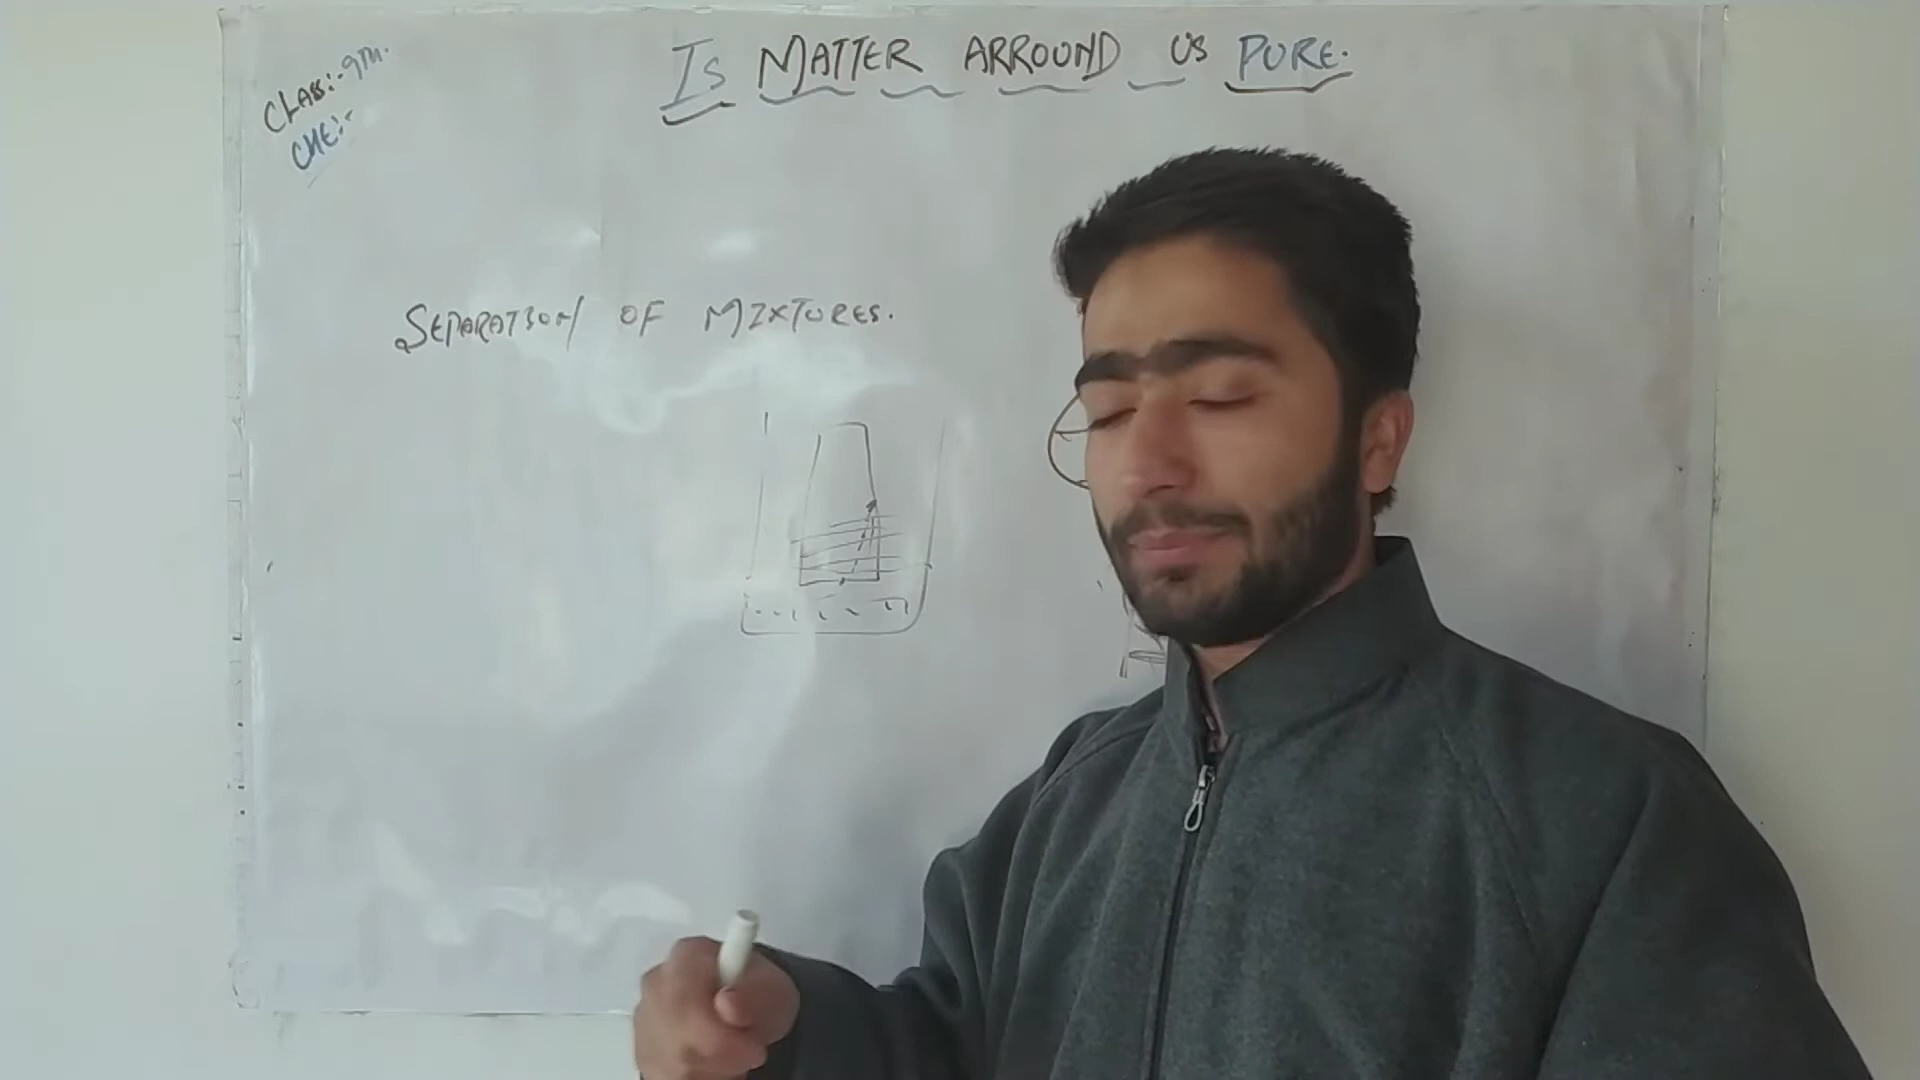 IS MATTER ARROUND US PURE.
CLASS:- 9TH.
CHE:-
SEPARATION OF MIXTURES.